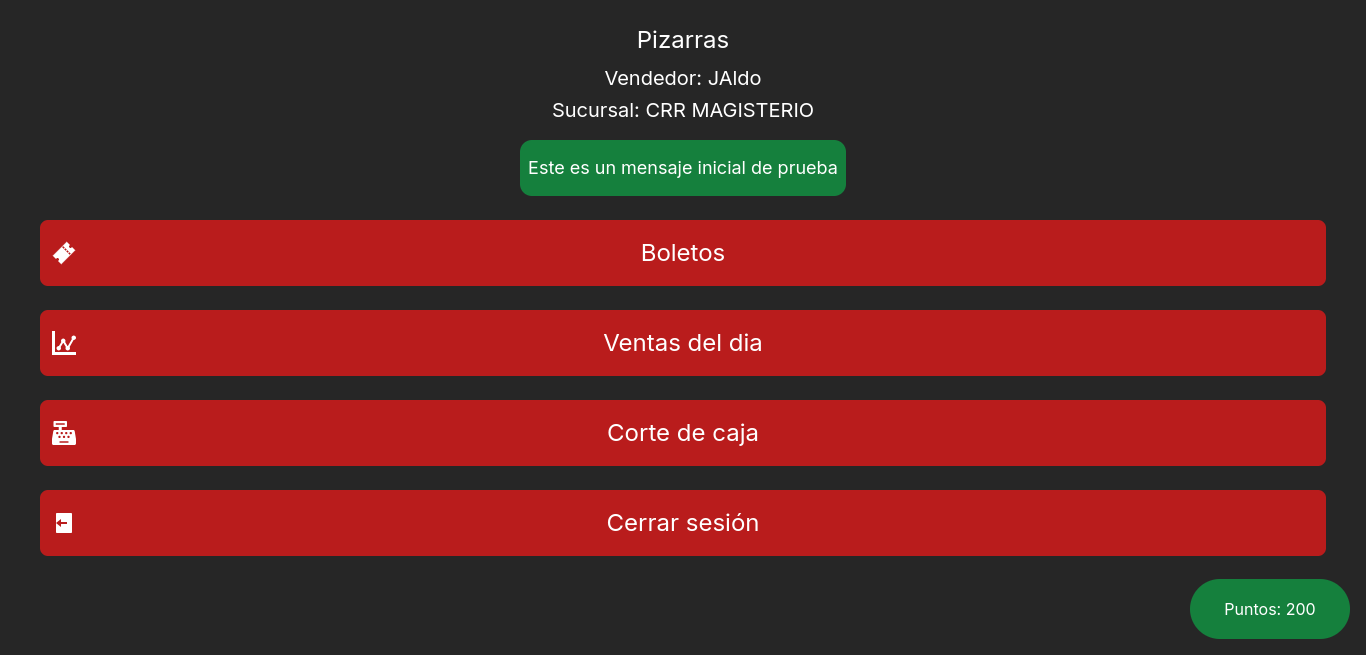 Pizarras
Vendedor: JAldo
Sucursal: CRR MAGISTERIO
Este es un mensaje inicial de prueba
Boletos
Ventas del dia
Corte de caja
Cerrar sesión
Puntos: 200